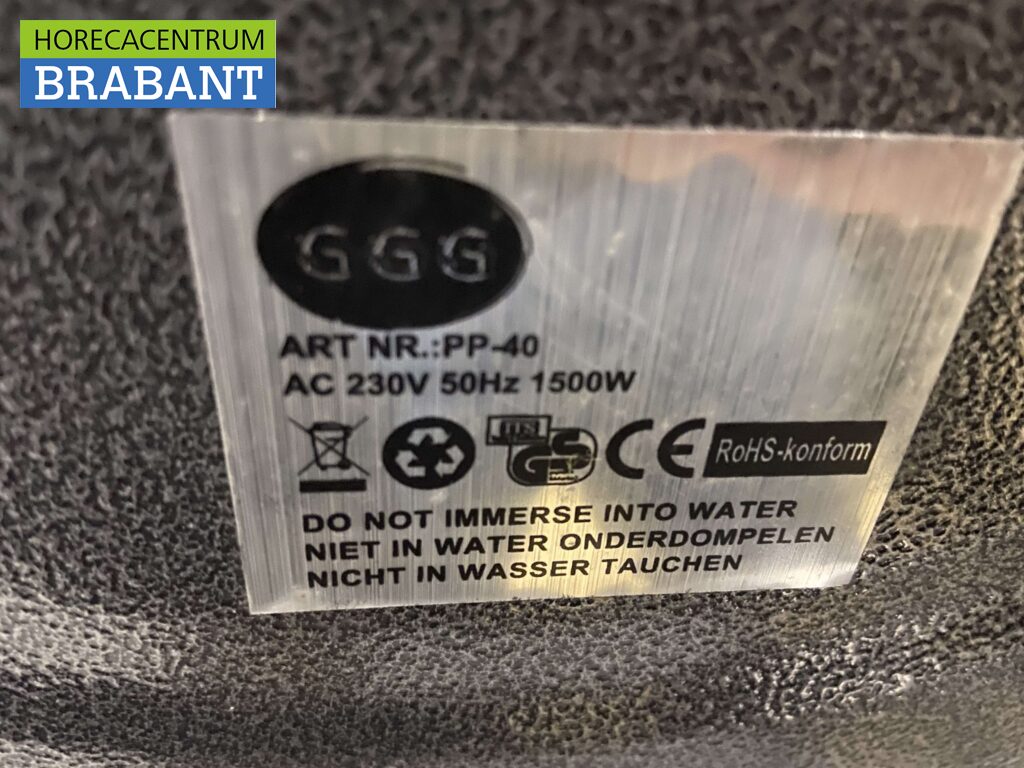 HORECACENTRUM
BRABANT
GGG
ART NR.:PP-40
AC 230V 50Hz 1500W
GS
CE
RoHS-konform
DO NOT IMMERSE INTO WATER
NIET IN WATER ONDERDOMPELEN
NICHT IN WASSER TAUCHEN